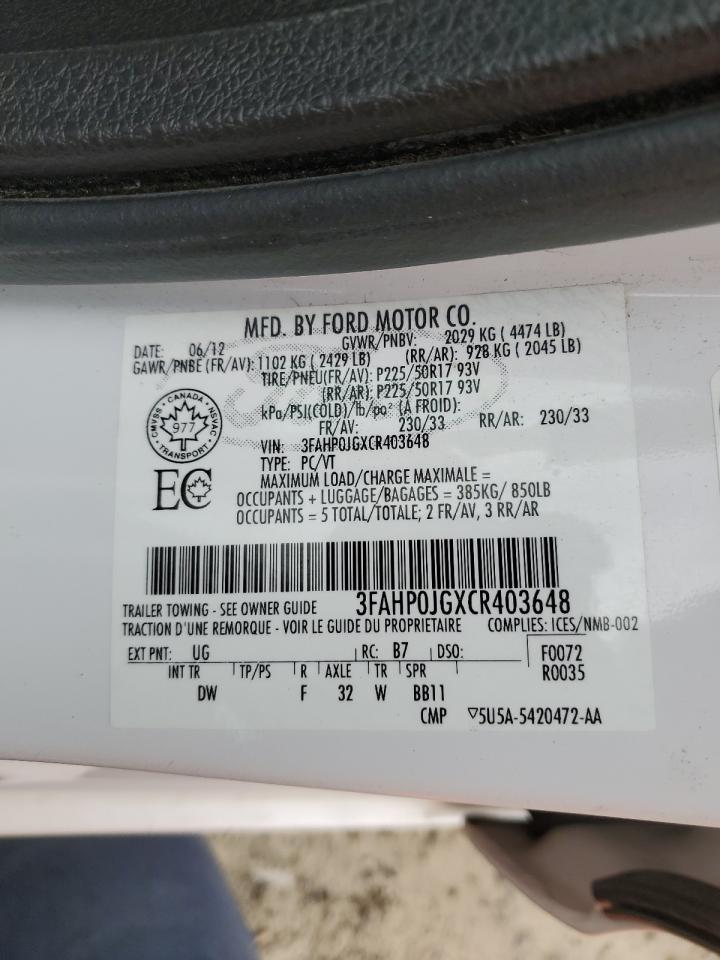 MFD. BY FORD MOTOR CO.
DATE: 06/12 GVWR/PNBV: 2029 KG ( 4474 LB)
GAWR/PNBE (FR/AV): 1102 KG ( 2429 LB) (RR/AR): 928 KG ( 2045 LB)
TIRE/PNEU(FR/AV): P225/50R17 93V
(RR/AR): P225/50R17 93V
kPa/PSI(COLD)/lb/po² (À FROID):
FR/AV: 230/33 RR/AR: 230/33
CANADA
CMVSS NSVAC
977
TRANSPORT
VIN: 3FAHP0JGXCR403648
TYPE: PC/VT
EC
MAXIMUM LOAD/CHARGE MAXIMALE =
OCCUPANTS + LUGGAGE/BAGAGES = 385KG/ 850LB
OCCUPANTS = 5 TOTAL/TOTALE; 2 FR/AV, 3 RR/AR
TRAILER TOWING - SEE OWNER GUIDE 3FAHP0JGXCR403648
TRACTION D'UNE REMORQUE - VOIR LE GUIDE DU PROPRIETAIRE COMPLIES: ICES/NMB-002
EXT PNT: UG RC: B7 DSO: F0072
INT TR TP/PS R AXLE TR SPR R0035
DW F 32 W BB11
CMP ▽5U5A-5420472-AA